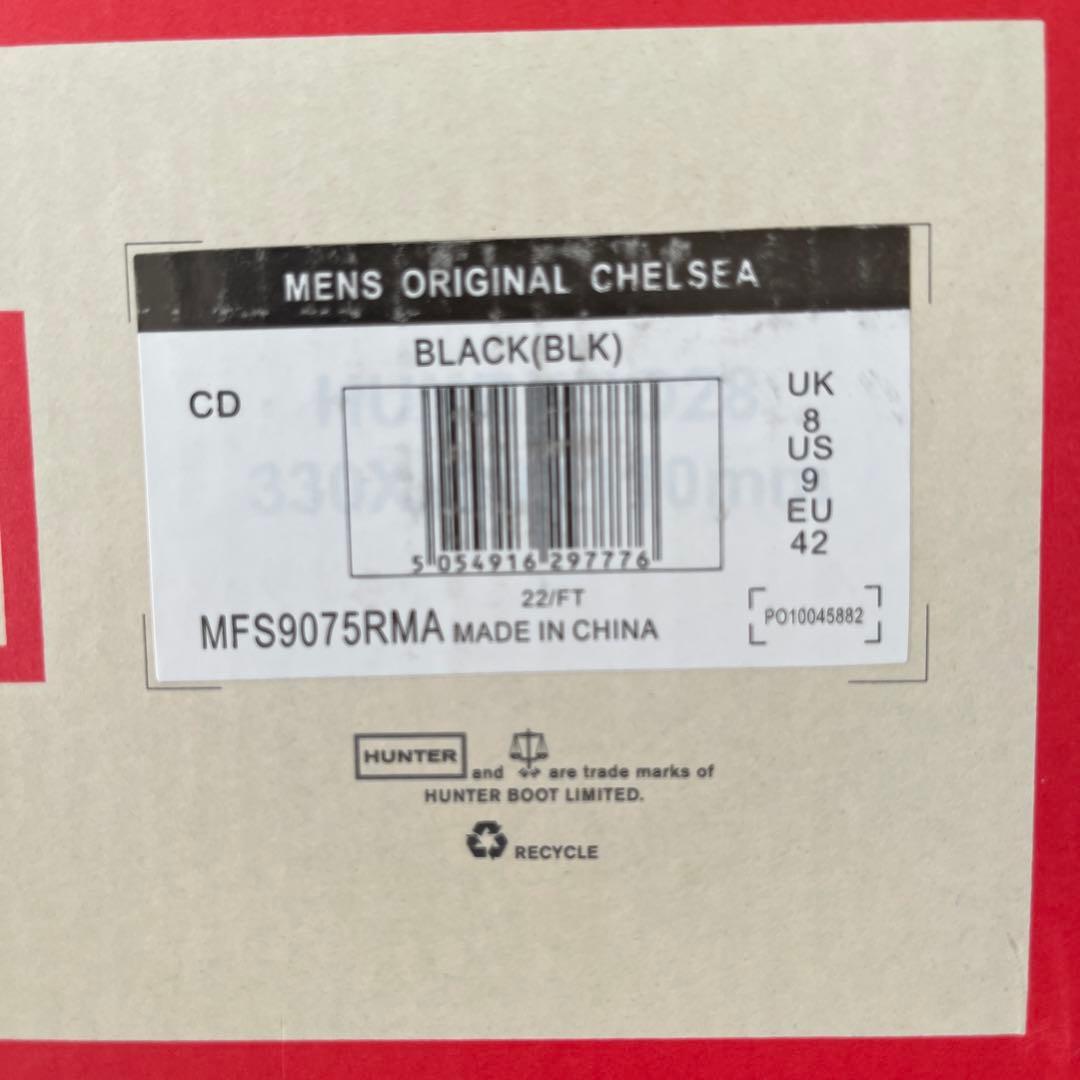 MENS ORIGINAL CHELSEA
BLACK(BLK)
CD
UK
8
US
9
EU
42
5 054916 297776
22/FT
MFS9075RMA MADE IN CHINA
PO10045882
HUNTER and are trade marks of
HUNTER BOOT LIMITED.
RECYCLE